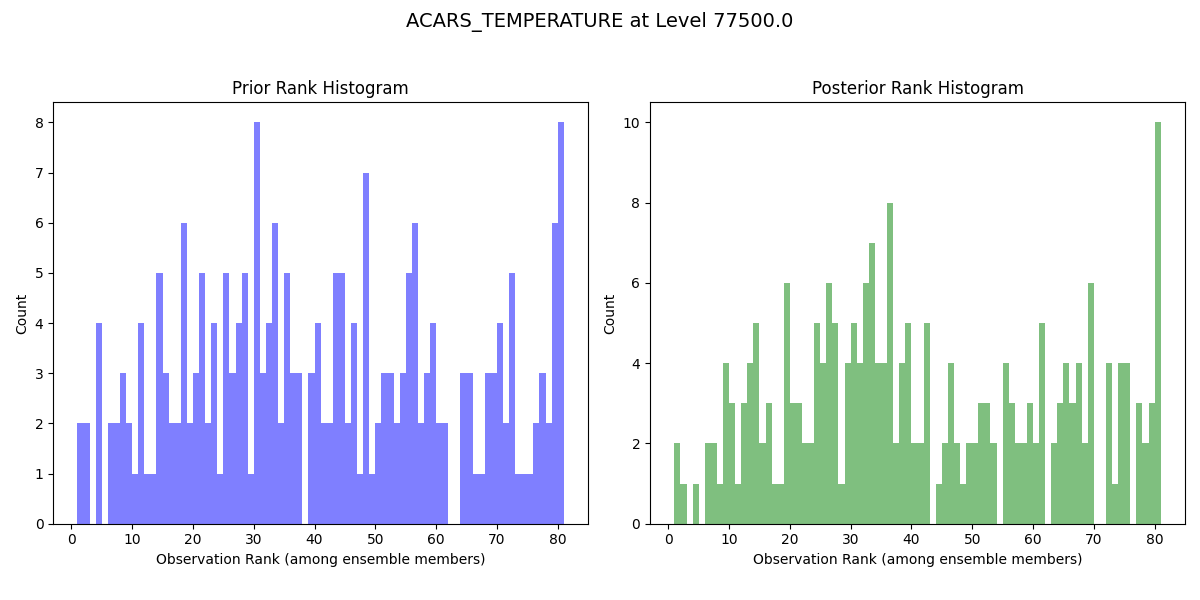 ACARS_TEMPERATURE at Level 77500.0
Prior Rank Histogram
Count
8
7
6
5
4
3
2
1
0
0 10 20 30 40 50 60 70 80
Observation Rank (among ensemble members)
Posterior Rank Histogram
Count
10
8
6
4
2
0
0 10 20 30 40 50 60 70 80
Observation Rank (among ensemble members)